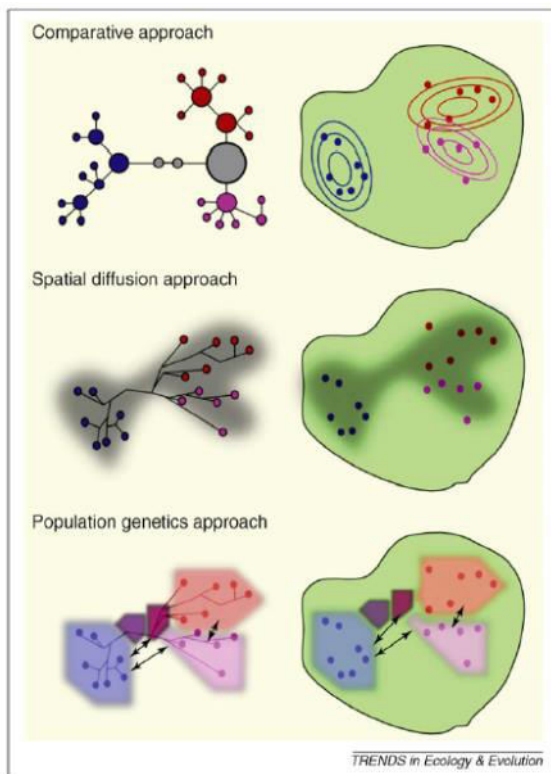 Comparative approach
Spatial diffusion approach
Population genetics approach
TRENDS in Ecology & Evolution